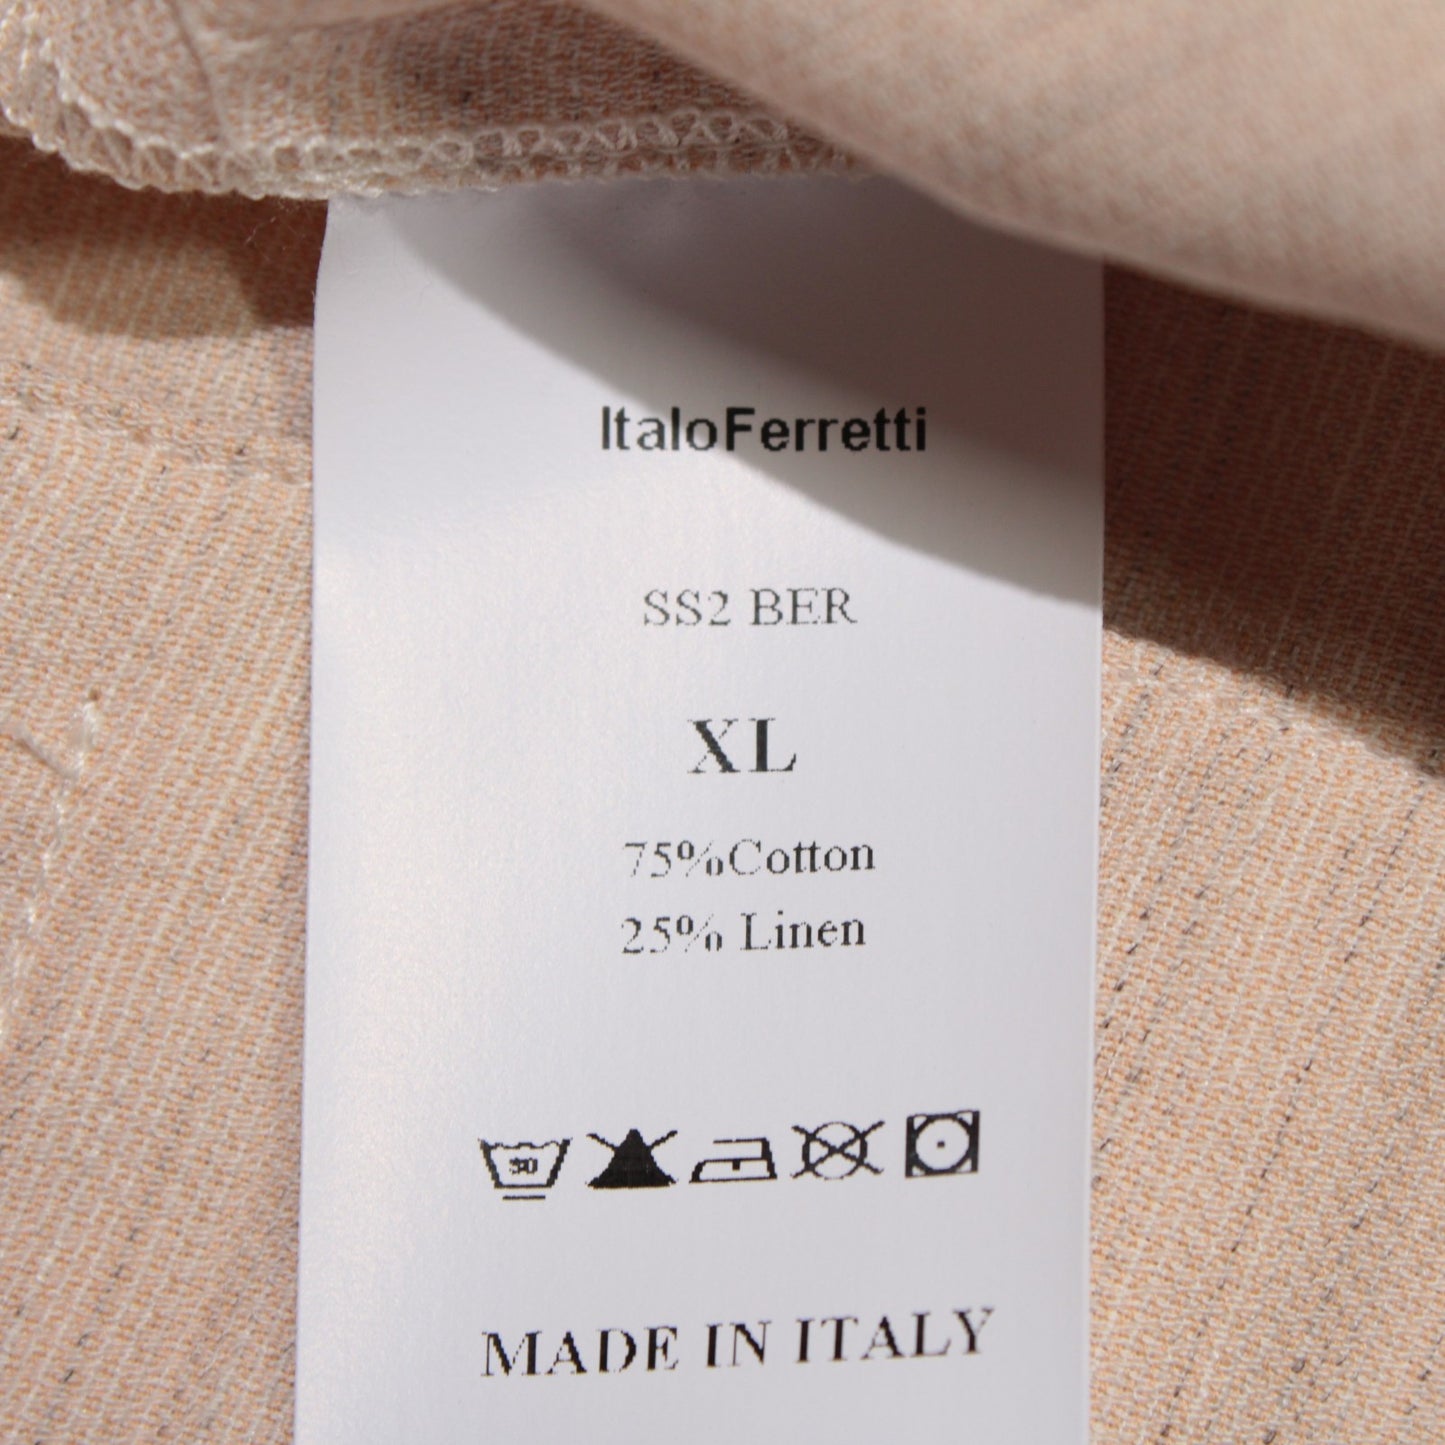 ItaloFerretti
SS2 BER
XL
75%Cotton
25% Linen
30
MADE IN ITALY